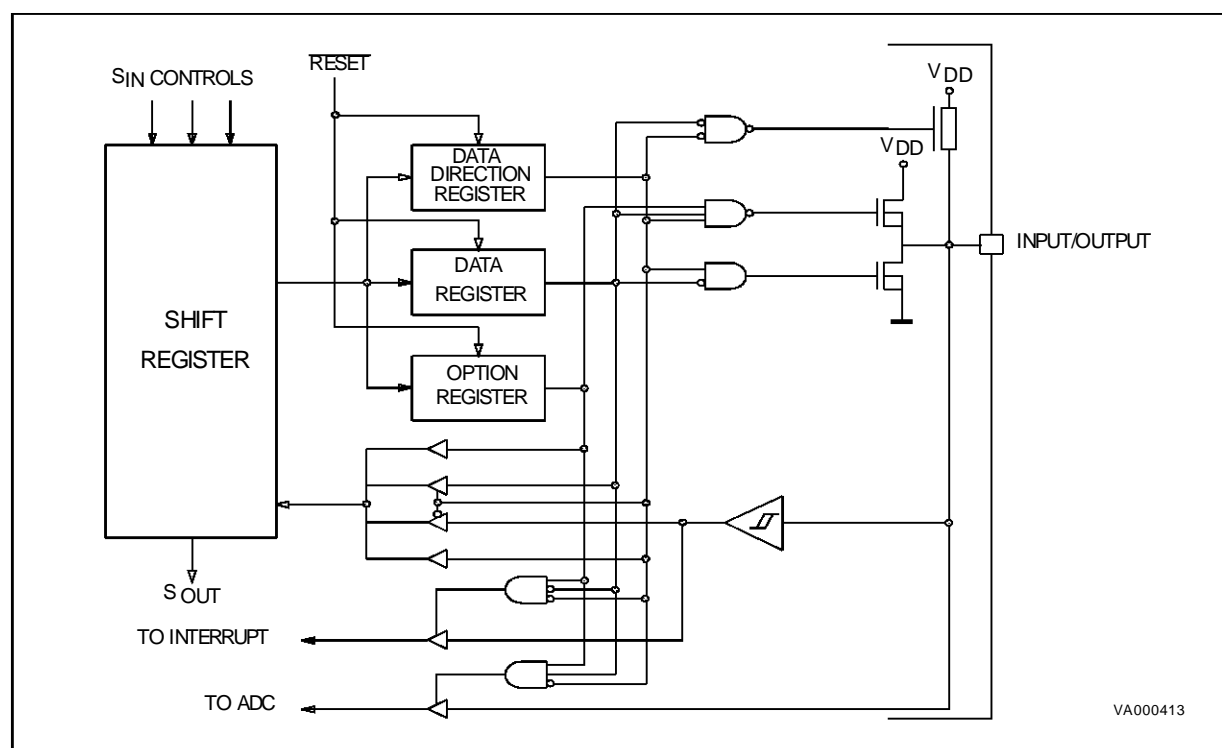 RESET
SIN CONTROLS
VDD
DATA
DIRECTION
REGISTER
VDD
INPUT/OUTPUT
DATA
REGISTER
SHIFT
REGISTER
OPTION
REGISTER
SOUT
TO INTERRUPT
TO ADC
VA000413